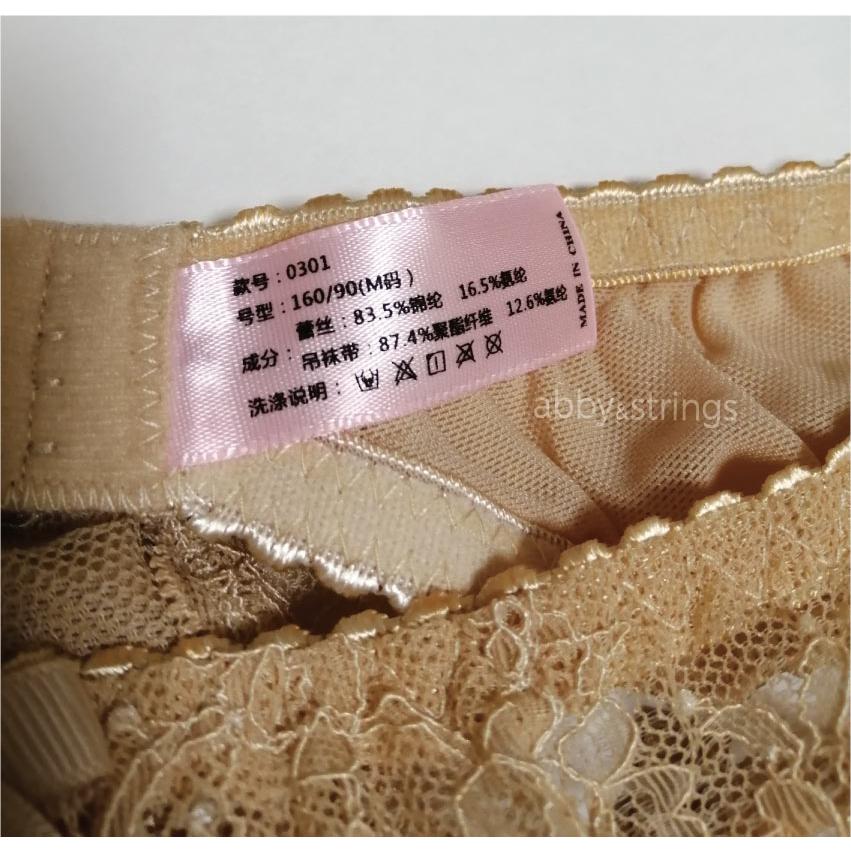 款号：0301
号型：160/90(M码)
成分：蕾丝：83.5%锦纶 16.5%氨纶
吊袜带：87.4%聚酯纤维 12.6%氨纶
洗涤说明：
MADE IN CHINA
abby&strings